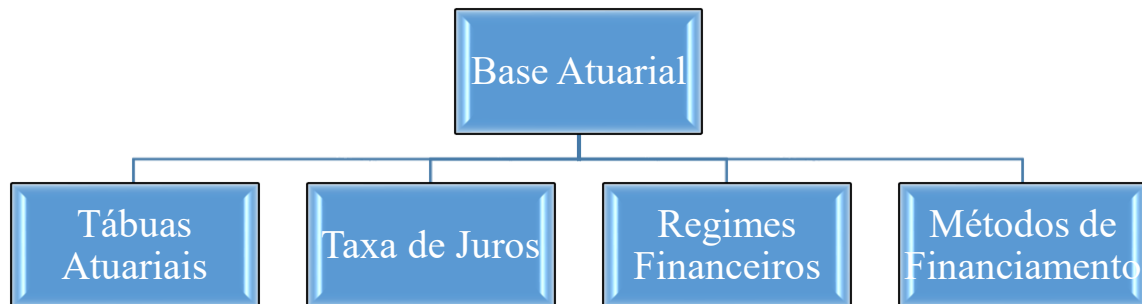 Base Atuarial
Tábuas
Atuariais
Taxa de Juros
Regimes
Financeiros
Métodos de
Financiamento